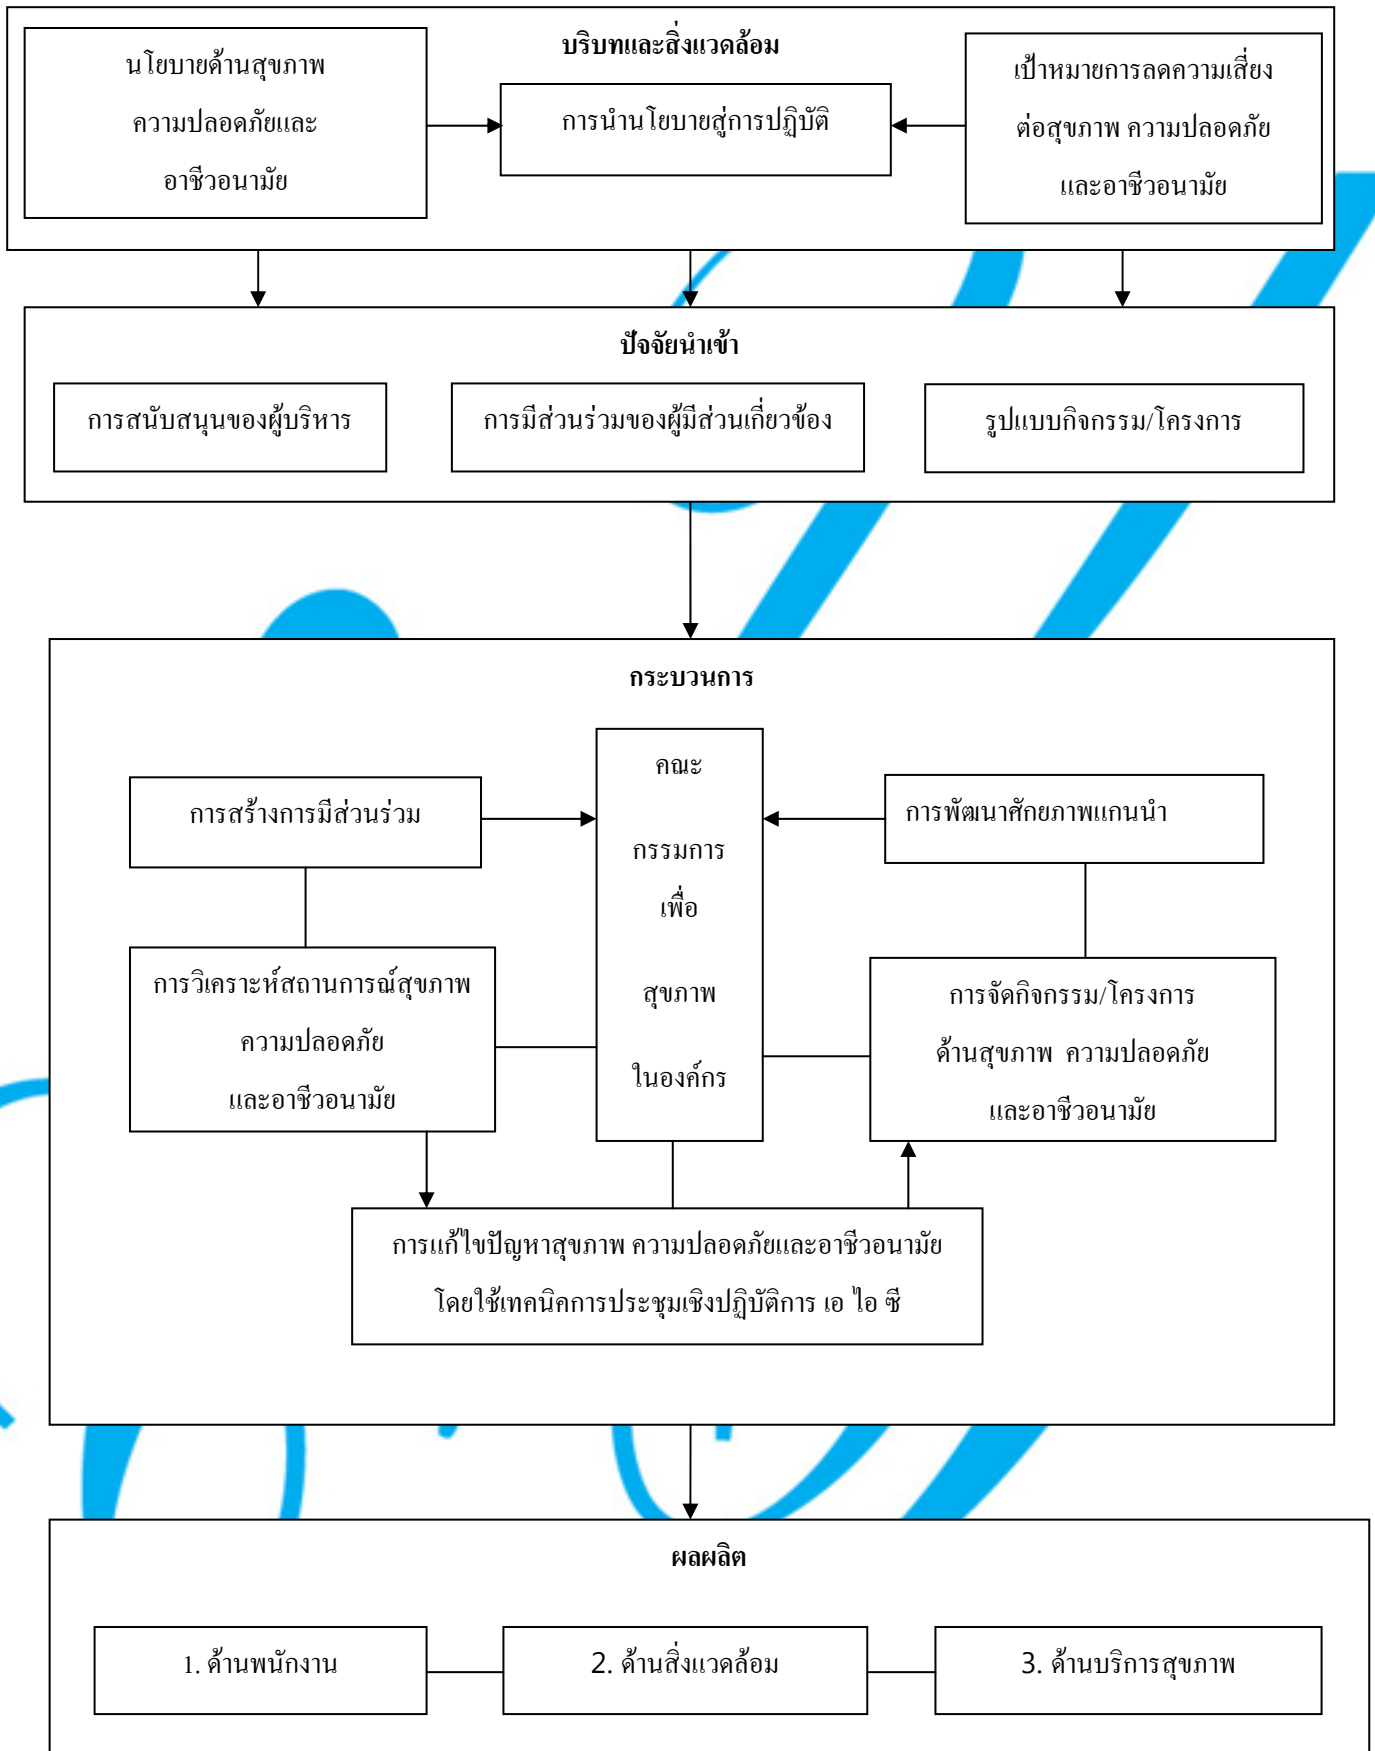 บริบทและสิ่งแวดล้อม
นโยบายด้านสุขภาพ
ความปลอดภัยและ
อาชีวอนามัย
การนำนโยบายสู่การปฏิบัติ
เป้าหมายการลดความเสี่ยง
ต่อสุขภาพ ความปลอดภัย
และอาชีวอนามัย
ปัจจัยนำเข้า
การสนับสนุนของผู้บริหาร
การมีส่วนร่วมของผู้มีส่วนเกี่ยวข้อง
รูปแบบกิจกรรม/โครงการ
กระบวนการ
การสร้างการมีส่วนร่วม
คณะ
กรรมการ
เพื่อ
สุขภาพ
ในองค์กร
การพัฒนาศักยภาพแกนนำ
การวิเคราะห์สถานการณ์สุขภาพ
ความปลอดภัย
และอาชีวอนามัย
การจัดกิจกรรม/โครงการ
ด้านสุขภาพ ความปลอดภัย
และอาชีวอนามัย
การแก้ไขปัญหาสุขภาพ ความปลอดภัยและอาชีวอนามัย
โดยใช้เทคนิคการประชุมเชิงปฏิบัติการ เอ ไอ ซี
ผลผลิต
1. ด้านพนักงาน
2. ด้านสิ่งแวดล้อม
3. ด้านบริการสุขภาพ